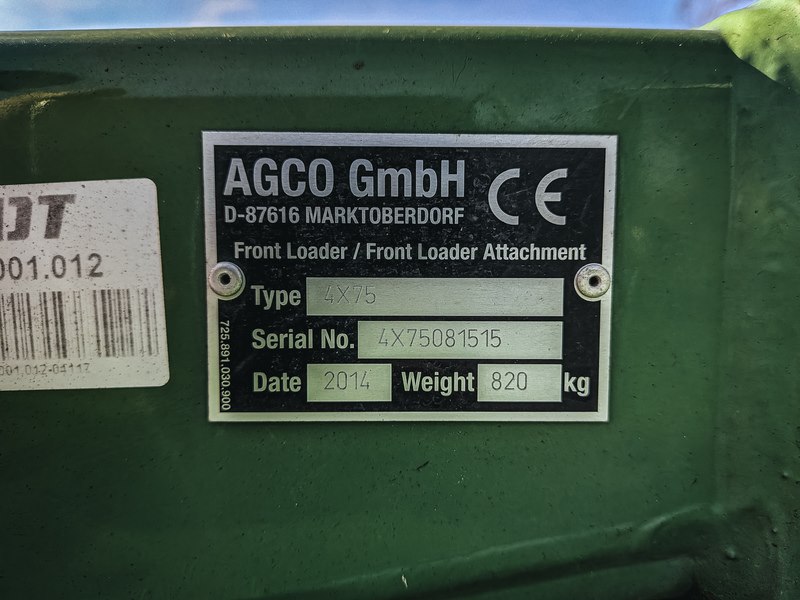 AGCO GmbH
D-87616 MARKTOBERDORF
CE
Front Loader / Front Loader Attachment
Type 4X75
Serial No. 4X75081515
Date 2014 Weight 820 kg
725.891.030.900
001.012